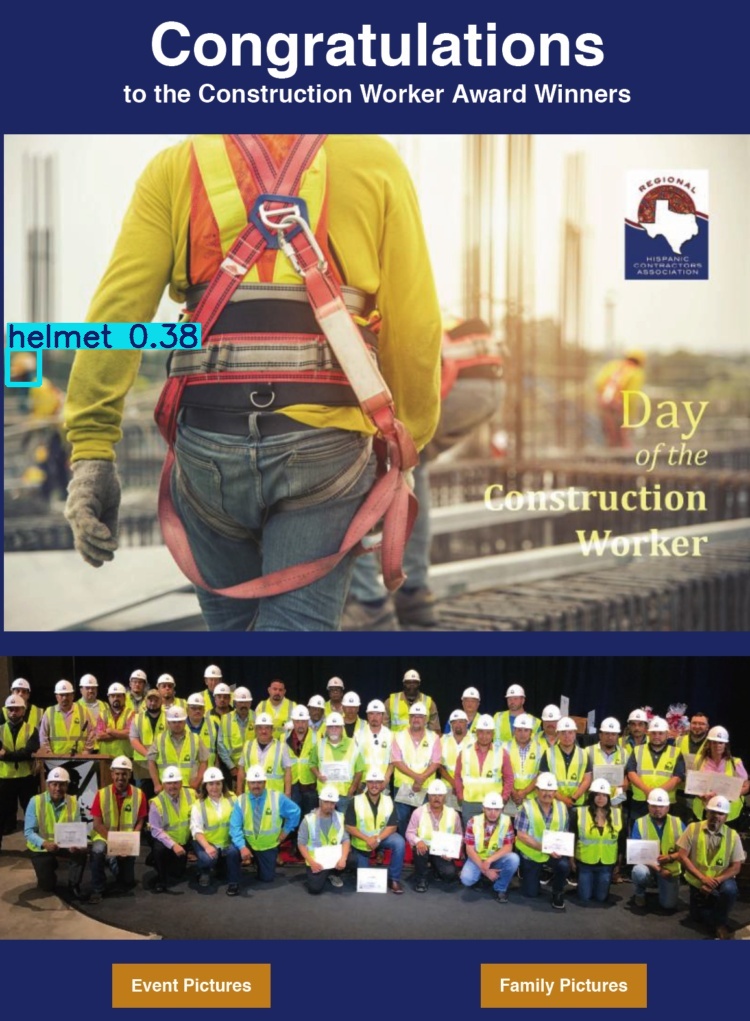 Congratulations
to the Construction Worker Award Winners
REGIONAL
HISPANIC
CONTRACTORS
ASSOCIATION
helmet 0.38
Day
of the
Construction
Worker
Event Pictures
Family Pictures